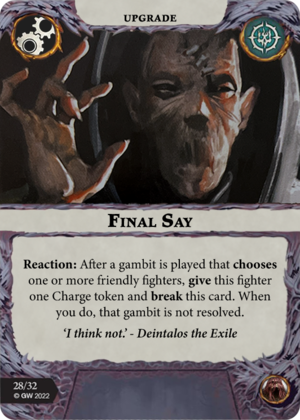 UPGRADE
FINAL SAY
Reaction: After a gambit is played that chooses
one or more friendly fighters, give this fighter
one Charge token and break this card. When
you do, that gambit is not resolved.
‘I think not.’ - Deintalos the Exile
28/32
© GW 2022